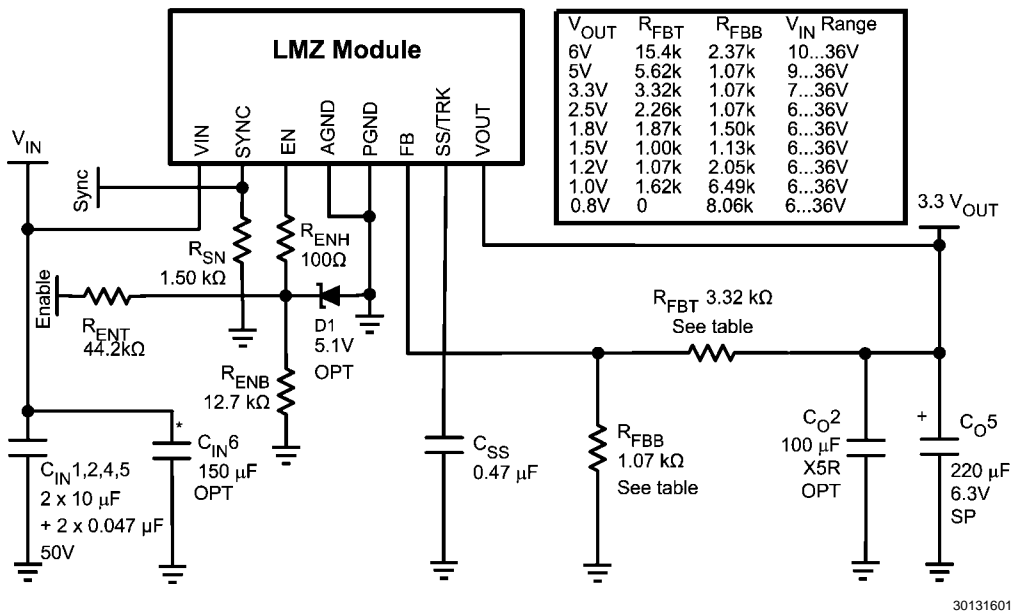 LMZ Module
VIN
SYNC
EN
AGND
PGND
FB
SS/TRK
VOUT
VOUT RFBT RFBB VIN Range
6V 15.4k 2.37k 10...36V
5V 5.62k 1.07k 9...36V
3.3V 3.32k 1.07k 7...36V
2.5V 2.26k 1.07k 6...36V
1.8V 1.87k 1.50k 6...36V
1.5V 1.00k 1.13k 6...36V
1.2V 1.07k 2.05k 6...36V
1.0V 1.62k 6.49k 6...36V
0.8V 0 8.06k 6...36V
VIN
Sync
3.3 VOUT
RSN
1.50 kΩ
RENH
100Ω
Enable
RENT
44.2kΩ
D1
5.1V
OPT
RFBT 3.32 kΩ
See table
RENB
12.7 kΩ
CIN1,2,4,5
2 x 10 μF
+ 2 x 0.047 μF
50V
*
CIN6
150 μF
OPT
CSS
0.47 μF
RFBB
1.07 kΩ
See table
CO2
100 μF
X5R
OPT
+
CO5
220 μF
6.3V
SP
30131601